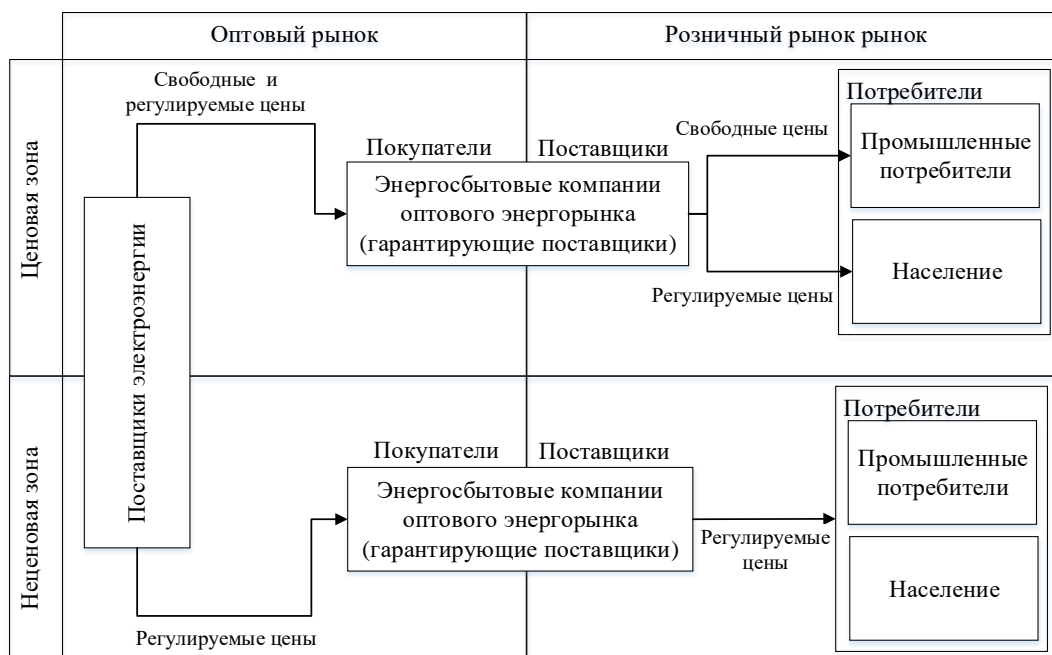 Оптовый рынок
Розничный рынок рынок
Ценовая зона
Свободные и
регулируемые цены
Поставщики электроэнергии
Покупатели
Поставщики
Энергосбытовые компании
оптового энергорынка
(гарантирующие поставщики)
Свободные цены
Регулируемые цены
Потребители
Промышленные
потребители
Население
Неценовая зона
Регулируемые цены
Покупатели
Поставщики
Энергосбытовые компании
оптового энергорынка
(гарантирующие поставщики)
Регулируемые
цены
Потребители
Промышленные
потребители
Население